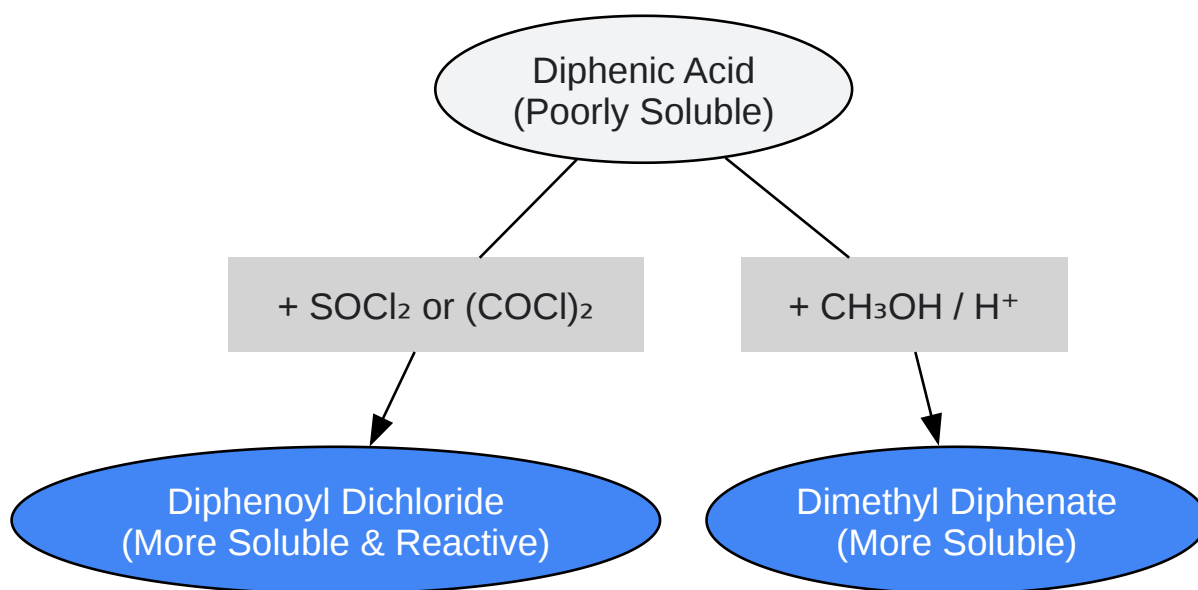 Diphenic Acid
(Poorly Soluble)
+ SOCl₂ or (COCl)₂
+ CH₃OH / H⁺
Diphenoyl Dichloride
(More Soluble & Reactive)
Dimethyl Diphenate
(More Soluble)